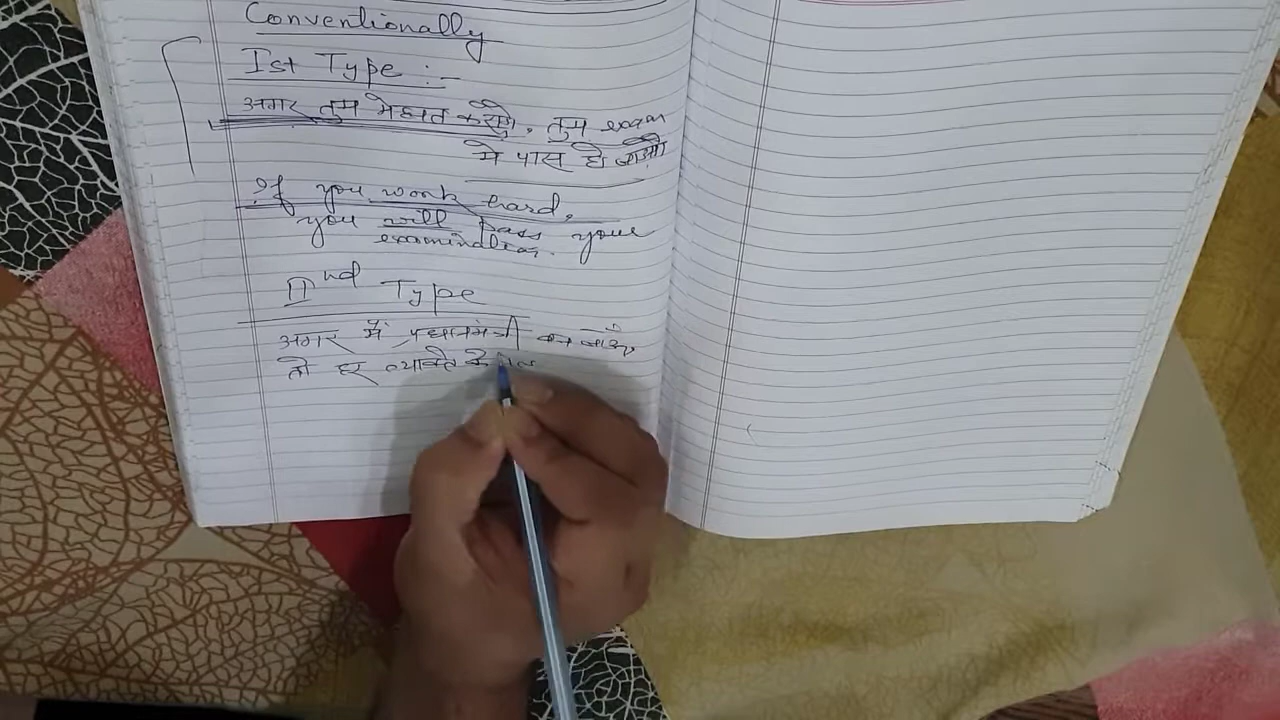 Conventionally
Ist Type :-
अगर तुम मेहनत करोगे, तुम exam
में पास हो जाओगे
If you work hard,
you will pass your
examination.
IInd Type
अगर मैं प्रधानमंत्री बन जाऊं
तो हर व्यक्ति के